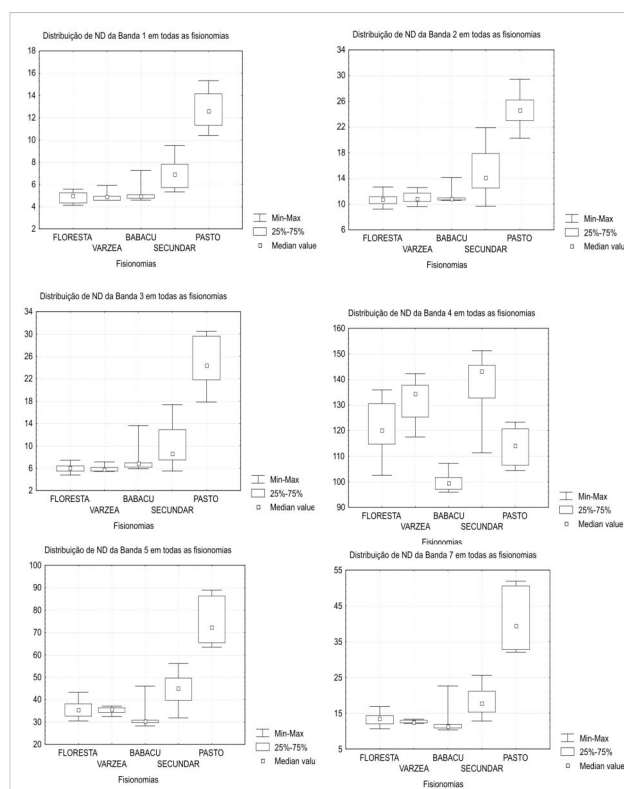 Distribuição de ND da Banda 1 em todas as fisionomias
18
16
14
12
10
8
6
4
2
FLORESTA BABACU PASTO
VARZEA SECUNDAR
Fisionomias
Min-Max
25%-75%
Median value
Distribuição de ND da Banda 2 em todas as fisionomias
34
30
26
22
18
14
10
6
FLORESTA BABACU PASTO
VARZEA SECUNDAR
Fisionomias
Min-Max
25%-75%
Median value
Distribuição de ND da Banda 3 em todas as fisionomias
34
30
26
22
18
14
10
6
2
FLORESTA BABACU PASTO
VARZEA SECUNDAR
Fisionomias
Min-Max
25%-75%
Median value
Distribuição de ND da Banda 4 em todas as fisionomias
160
150
140
130
120
110
100
90
FLORESTA BABACU PASTO
VARZEA SECUNDAR
Fisionomias
Min-Max
25%-75%
Median value
Distribuição de ND da Banda 5 em todas as fisionomias
100
90
80
70
60
50
40
30
20
FLORESTA BABACU PASTO
VARZEA SECUNDAR
Fisionomias
Min-Max
25%-75%
Median valu
Distribuição de ND da Banda 7 em todas as fisionomias
55
45
35
25
15
5
FLORESTA BABACU PASTO
VARZEA SECUNDAR
Fisionomias
Min-Max
25%-75%
Median value